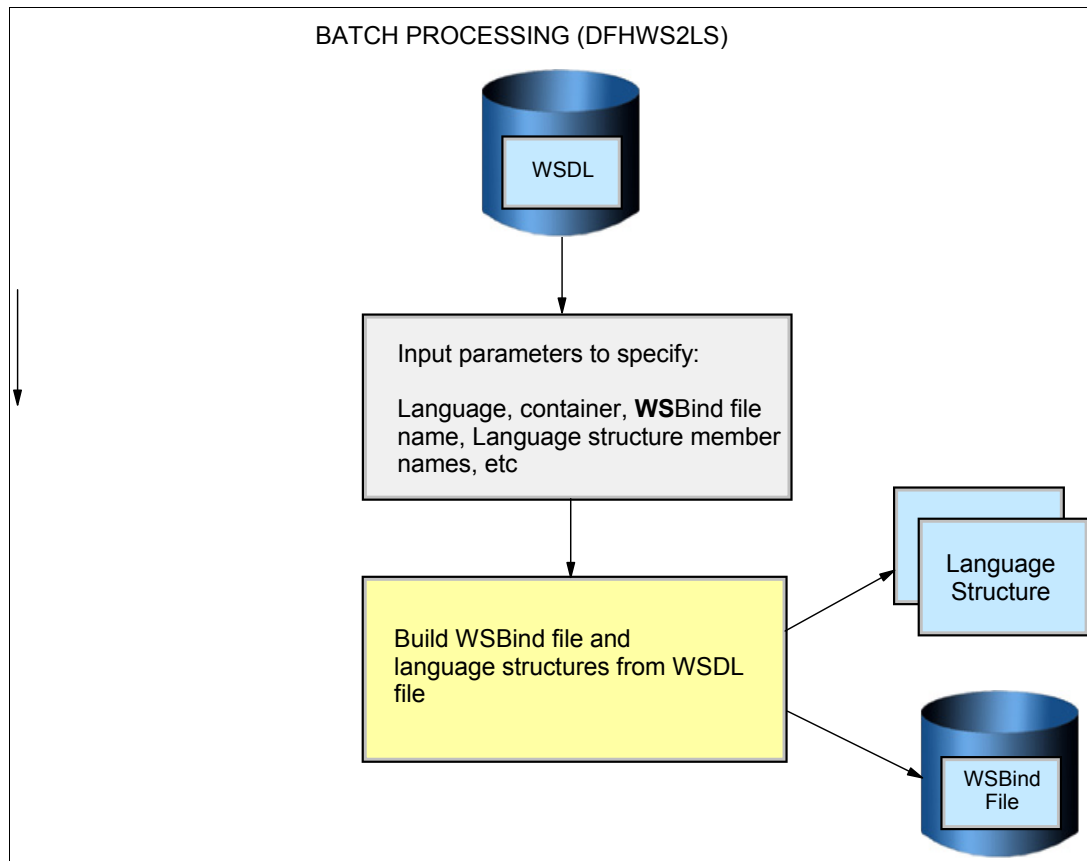 BATCH PROCESSING (DFHWS2LS)
WSDL
Input parameters to specify:
Language, container, WSBind file
name, Language structure member
names, etc
Language
Structure
Build WSBind file and
language structures from WSDL
file
WSBind
File